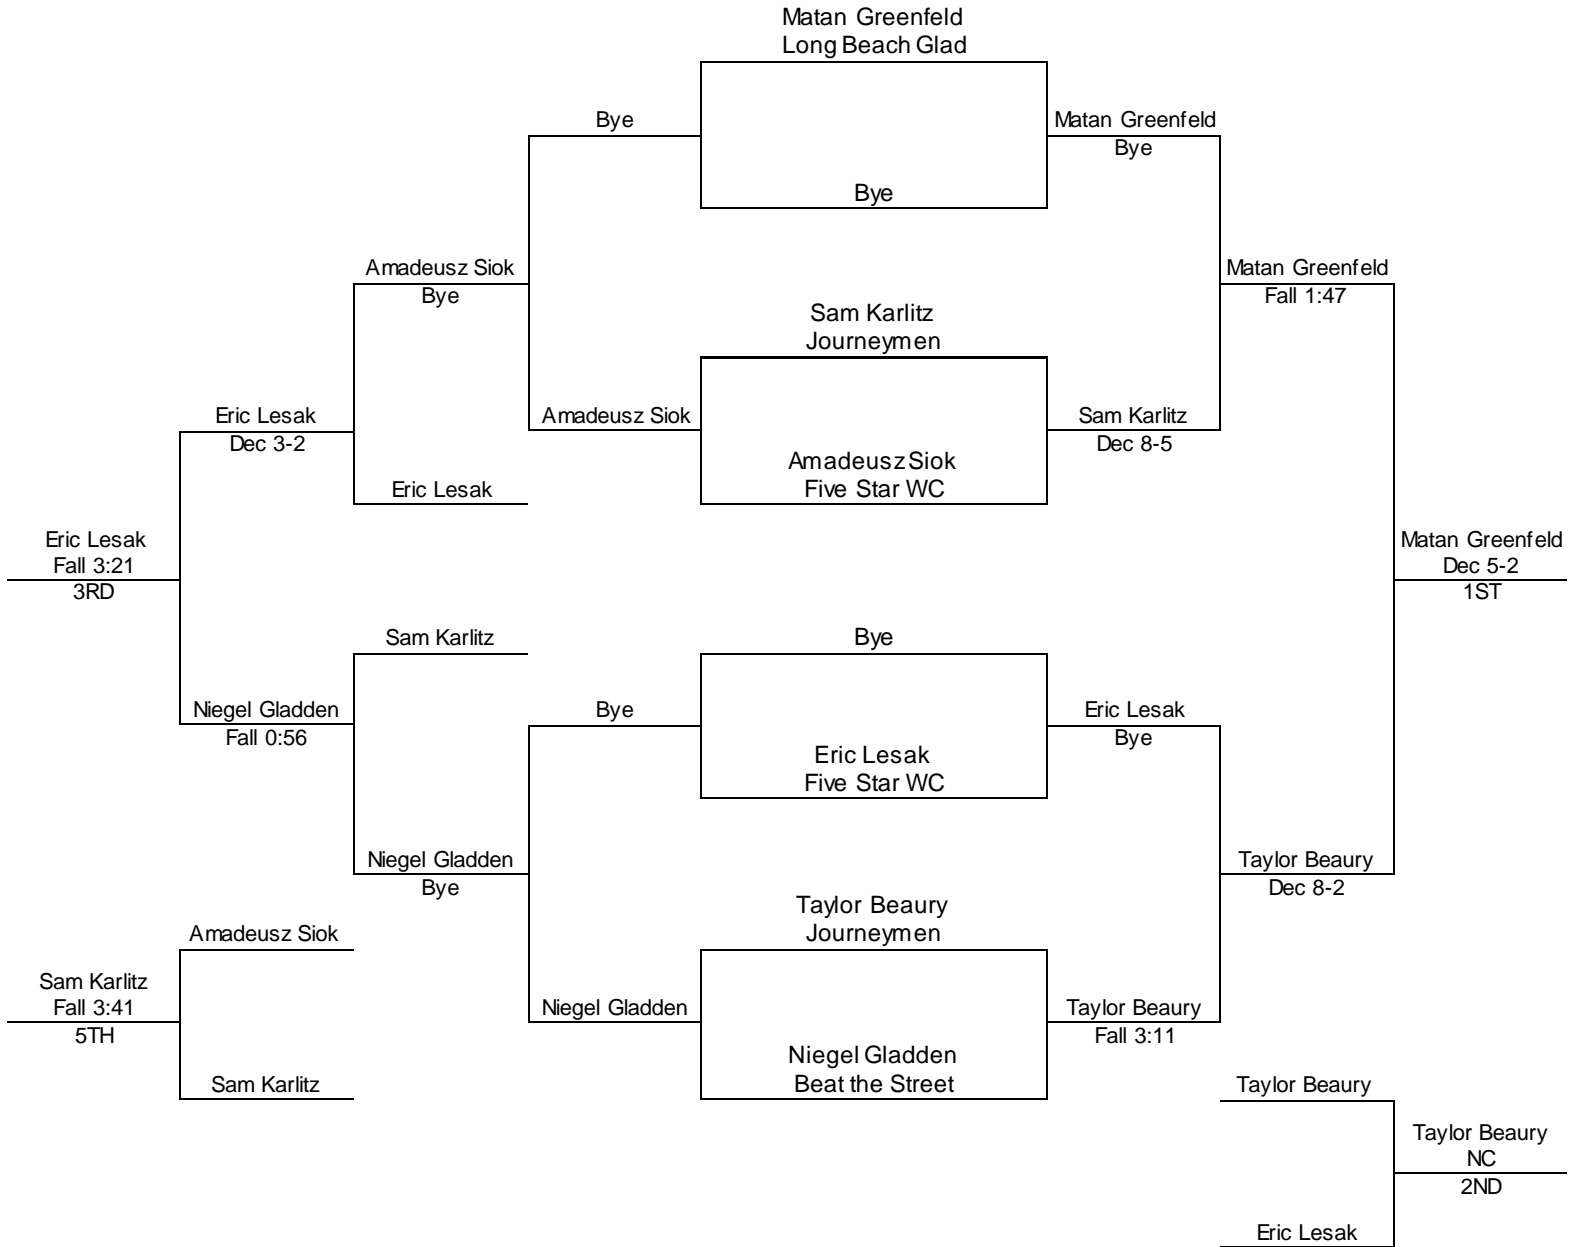 Matan Greenfeld
Long Beach Glad
Bye
Matan Greenfeld
Bye
Bye
Amadeusz Siok
Bye
Matan Greenfeld
Fall 1:47
Sam Karlitz
Journeymen
Eric Lesak
Dec 3-2
Amadeusz Siok
Sam Karlitz
Dec 8-5
Amadeusz Siok
Five Star WC
Eric Lesak
Eric Lesak
Fall 3:21
3RD
Matan Greenfeld
Dec 5-2
1ST
Sam Karlitz
Bye
Niegel Gladden
Fall 0:56
Bye
Eric Lesak
Bye
Eric Lesak
Five Star WC
Niegel Gladden
Bye
Taylor Beaury
Dec 8-2
Taylor Beaury
Journeymen
Amadeusz Siok
Sam Karlitz
Fall 3:41
5TH
Niegel Gladden
Taylor Beaury
Fall 3:11
Niegel Gladden
Beat the Street
Sam Karlitz
Taylor Beaury
Taylor Beaury
NC
2ND
Eric Lesak